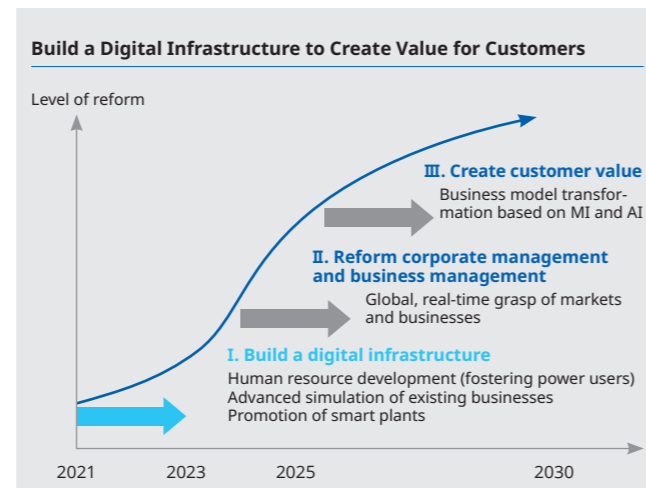 Build a Digital Infrastructure to Create Value for Customers
Level of reform
Ⅲ. Create customer value
Business model transfor-
mation based on MI and AI
Ⅱ. Reform corporate management
and business management
Global, real-time grasp of markets
and businesses
Ⅰ. Build a digital infrastructure
Human resource development (fostering power users)
Advanced simulation of existing businesses
Promotion of smart plants
2021 2023 2025 2030